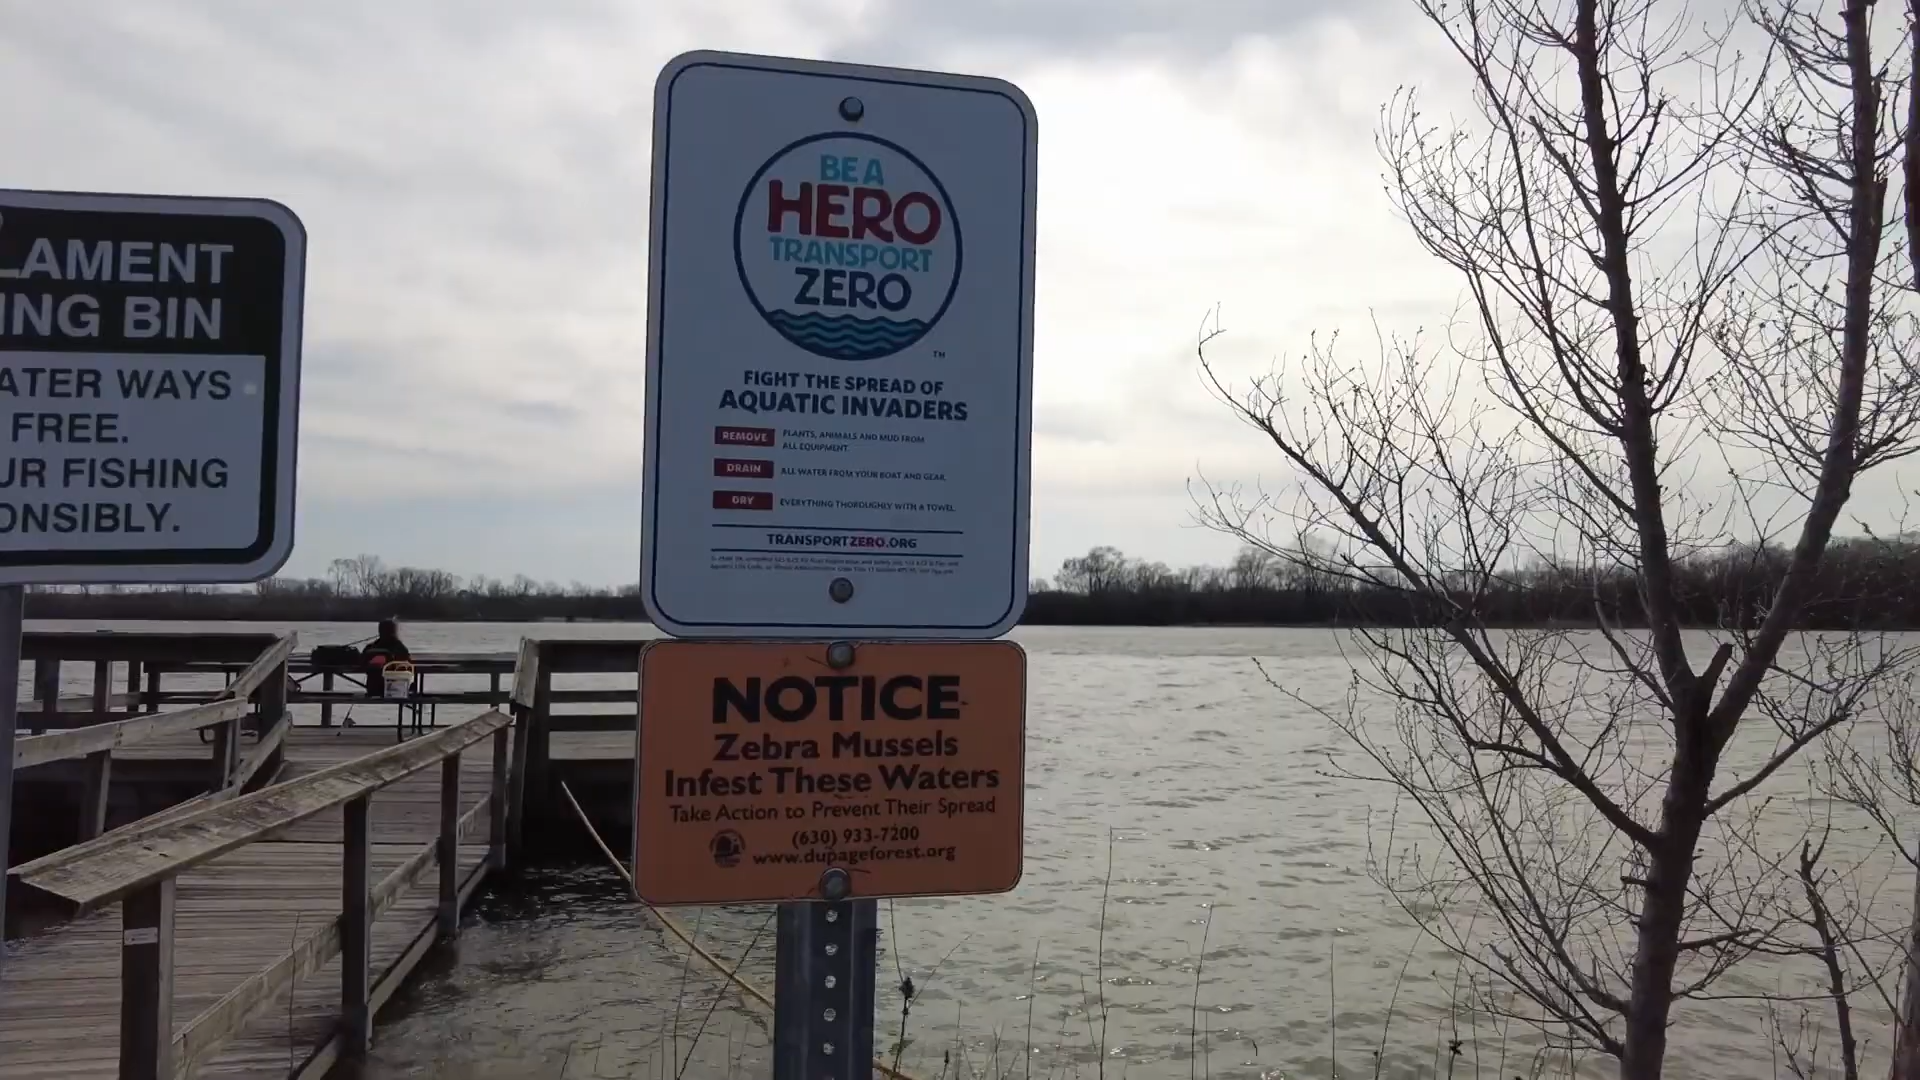 LAMENT
ING BIN
ATER WAYS
FREE.
UR FISHING
ONSIBLY.
BE A
HERO
TRANSPORT
ZERO
TM
FIGHT THE SPREAD OF
AQUATIC INVADERS
REMOVE PLANTS, ANIMALS AND MUD FROM
ALL EQUIPMENT.
DRAIN ALL WATER FROM YOUR BOAT AND GEAR.
DRY EVERYTHING THOROUGHLY WITH A TOWEL.
TRANSPORTZERO.ORG
NOTICE
Zebra Mussels
Infest These Waters
Take Action to Prevent Their Spread
(630) 933-7200
www.dupageforest.org